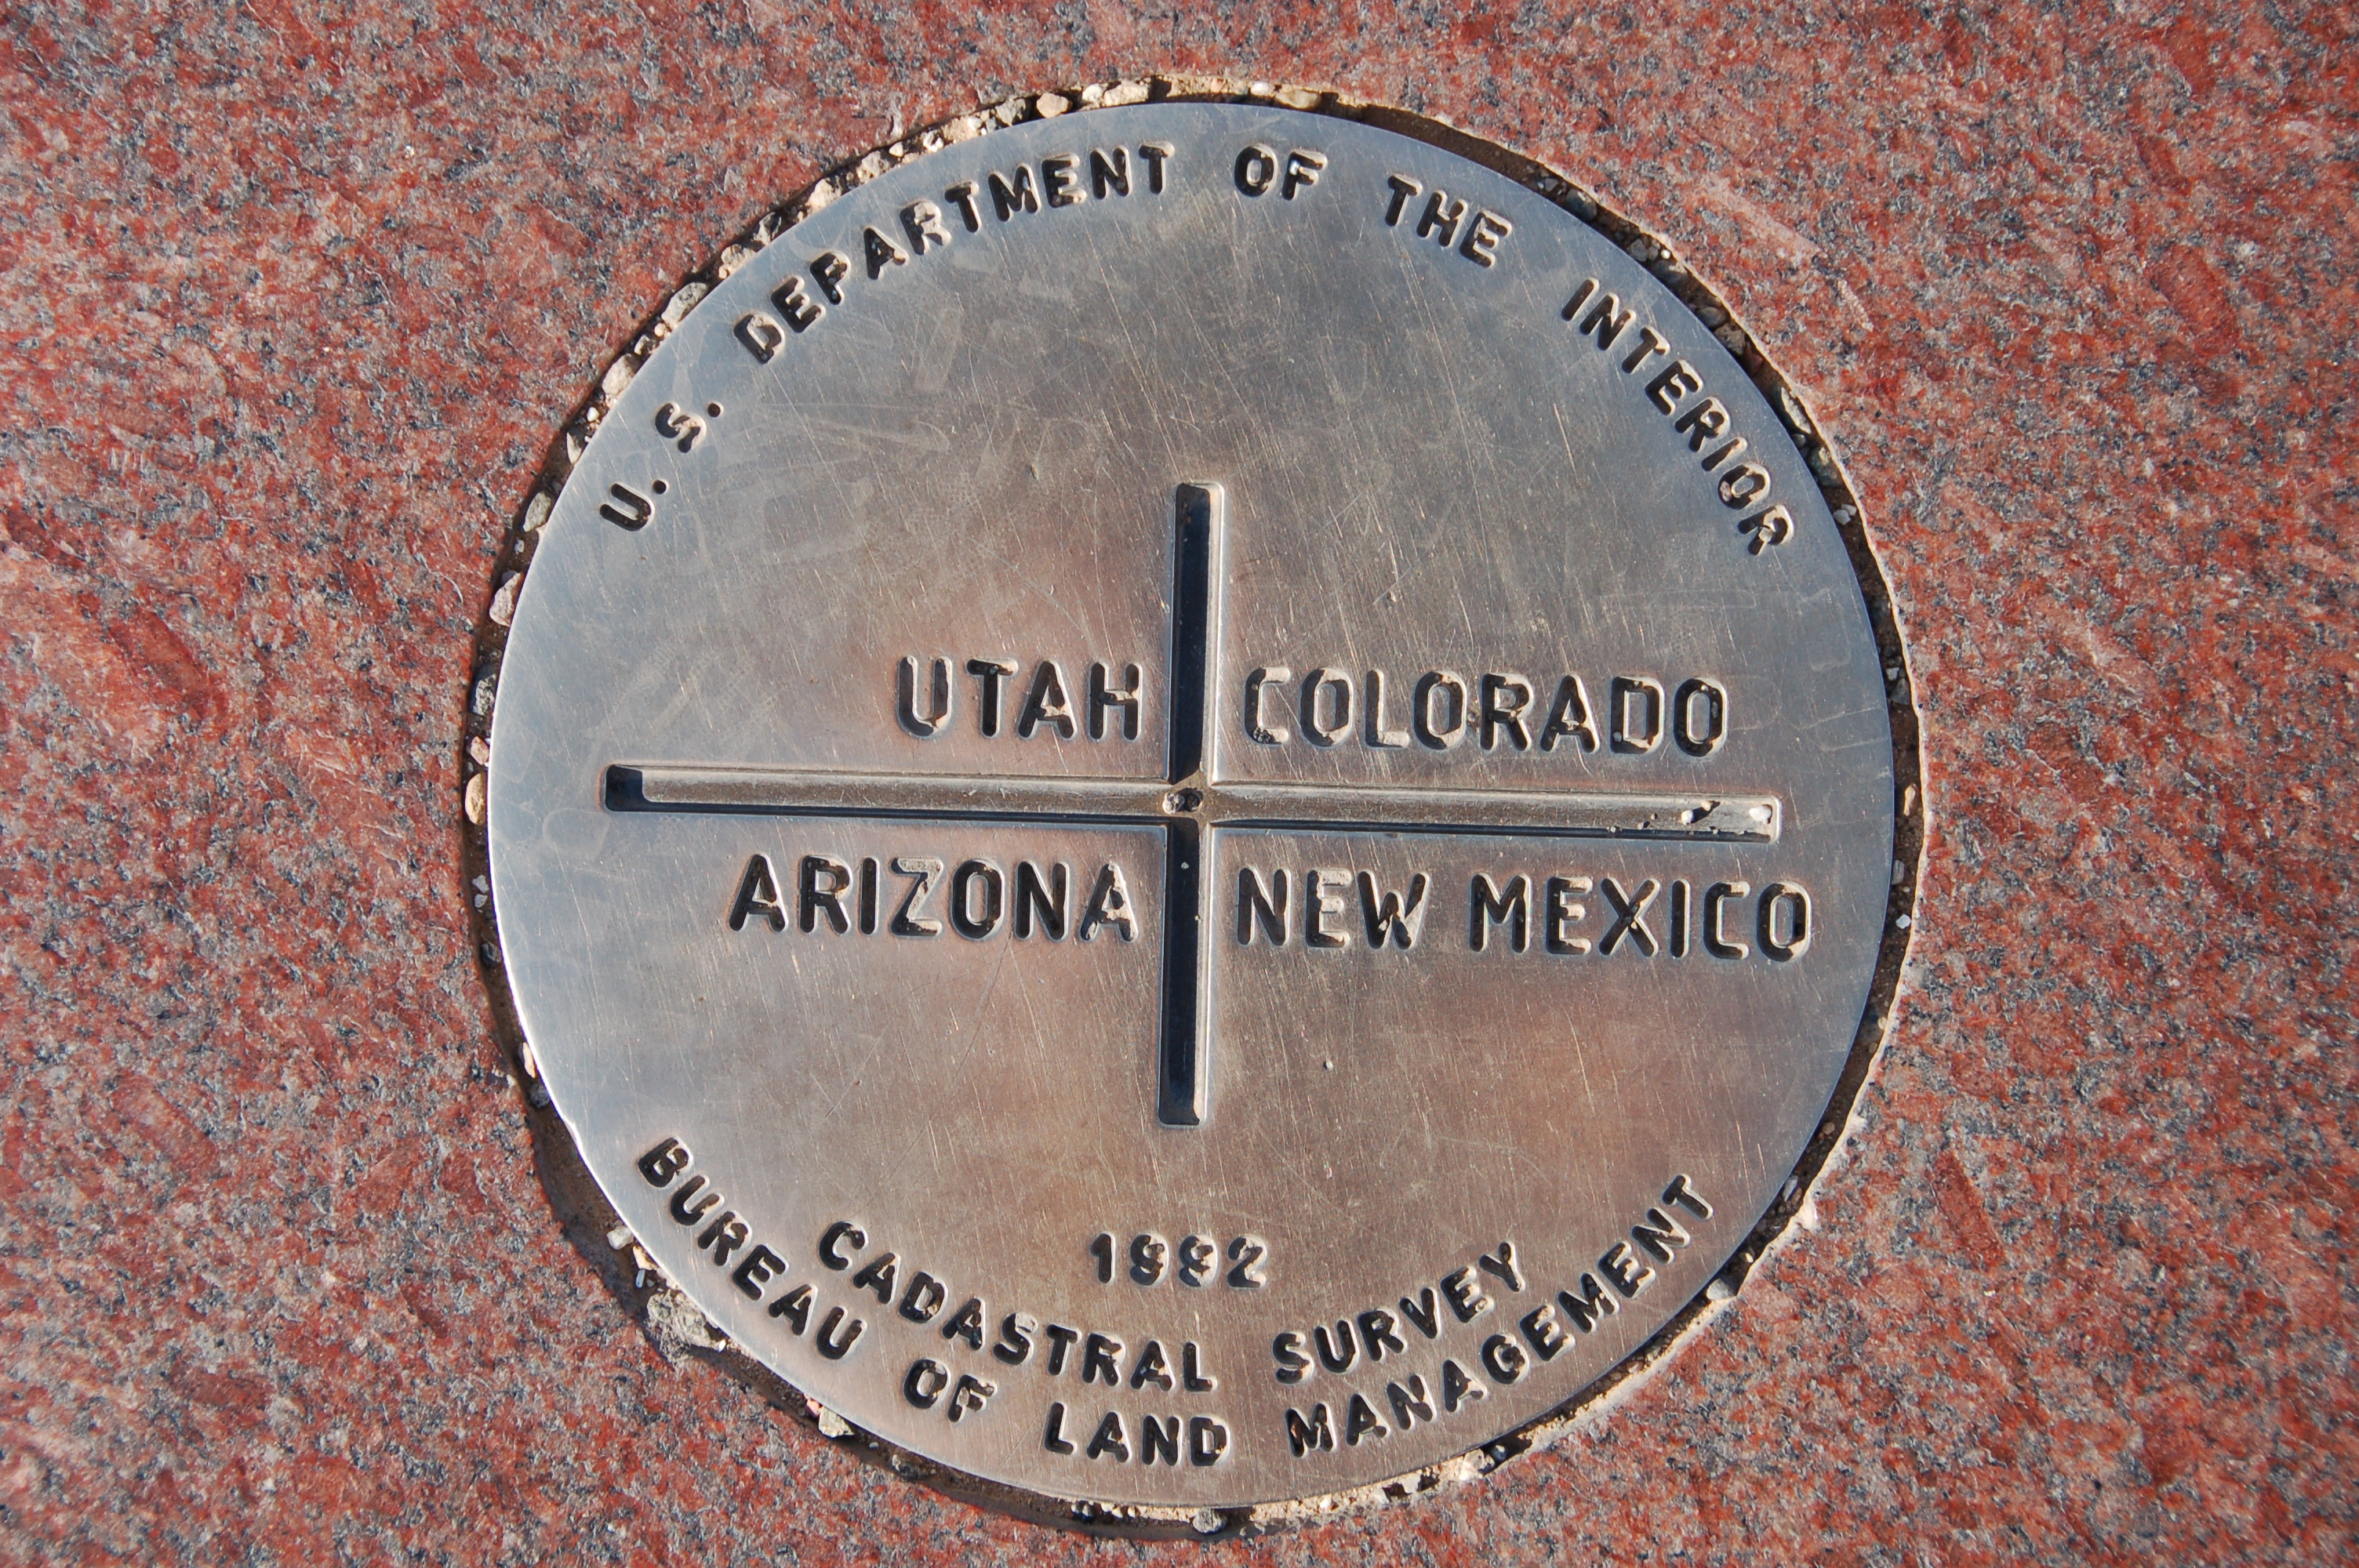 U.S. DEPARTMENT OF THE INTERIOR
UTAH COLORADO
ARIZONA NEW MEXICO
1992
CADASTRAL SURVEY
BUREAU OF LAND MANAGEMENT